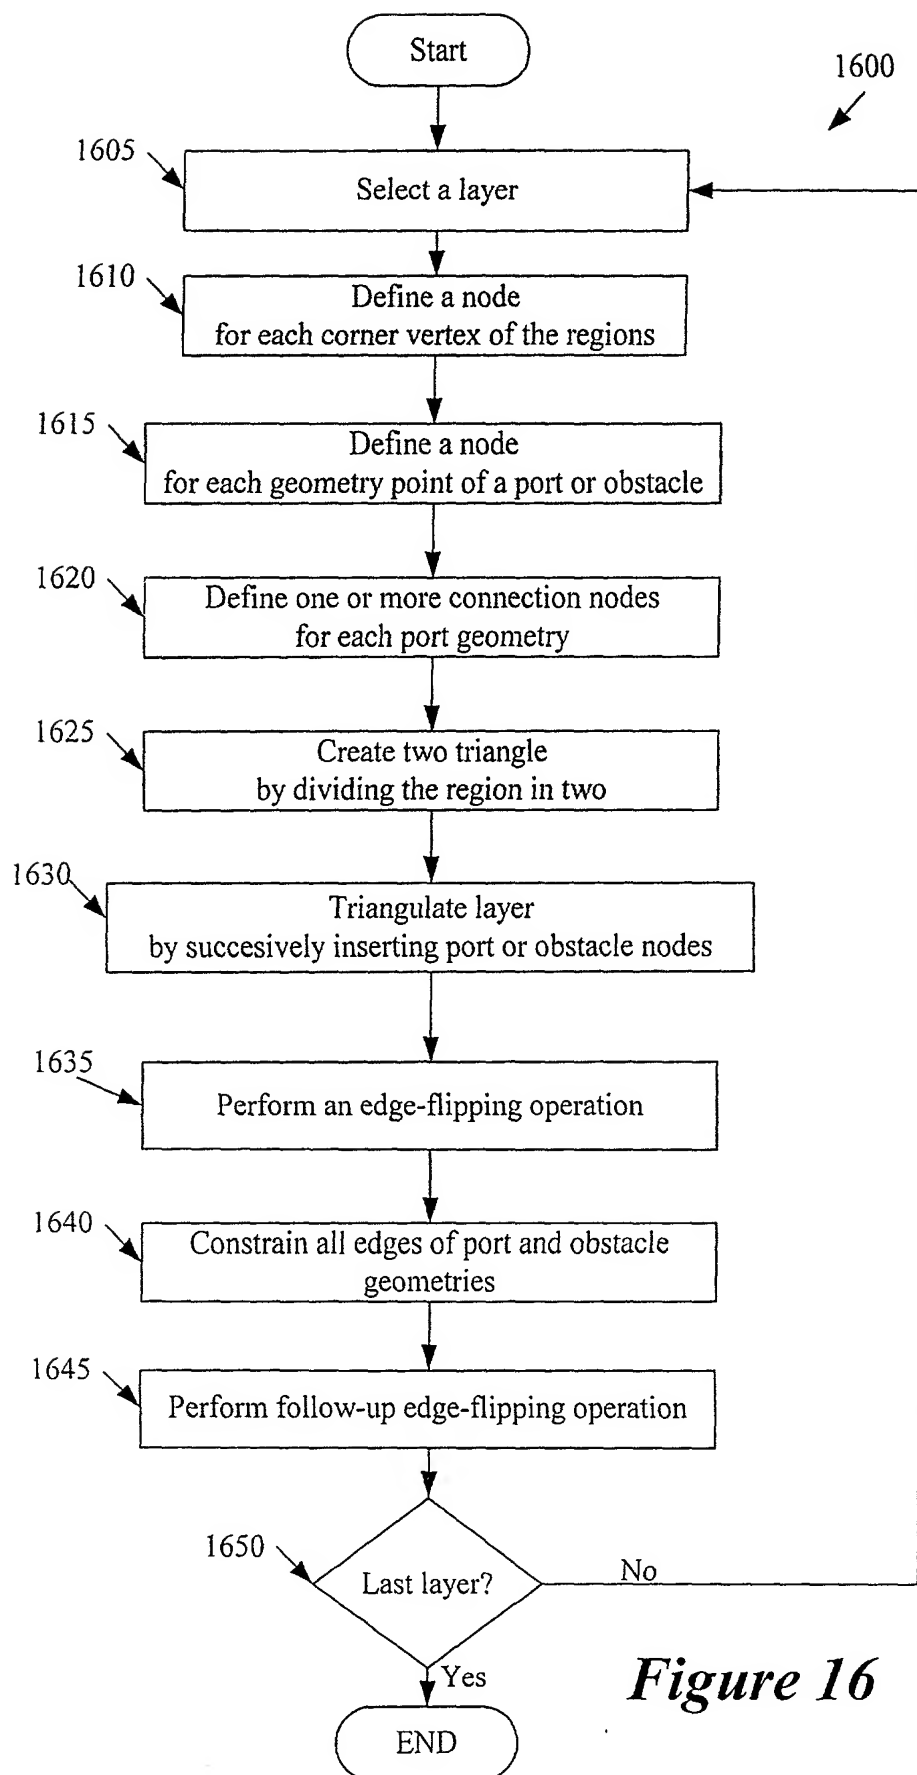 Start
1600
1605
Select a layer
1610
Define a node
for each corner vertex of the regions
1615
Define a node
for each geometry point of a port or obstacle
1620
Define one or more connection nodes
for each port geometry
1625
Create two triangle
by dividing the region in two
1630
Triangulate layer
by succesively inserting port or obstacle nodes
1635
Perform an edge-flipping operation
1640
Constrain all edges of port and obstacle
geometries
1645
Perform follow-up edge-flipping operation
1650
Last layer?
No
Yes
Figure 16
END